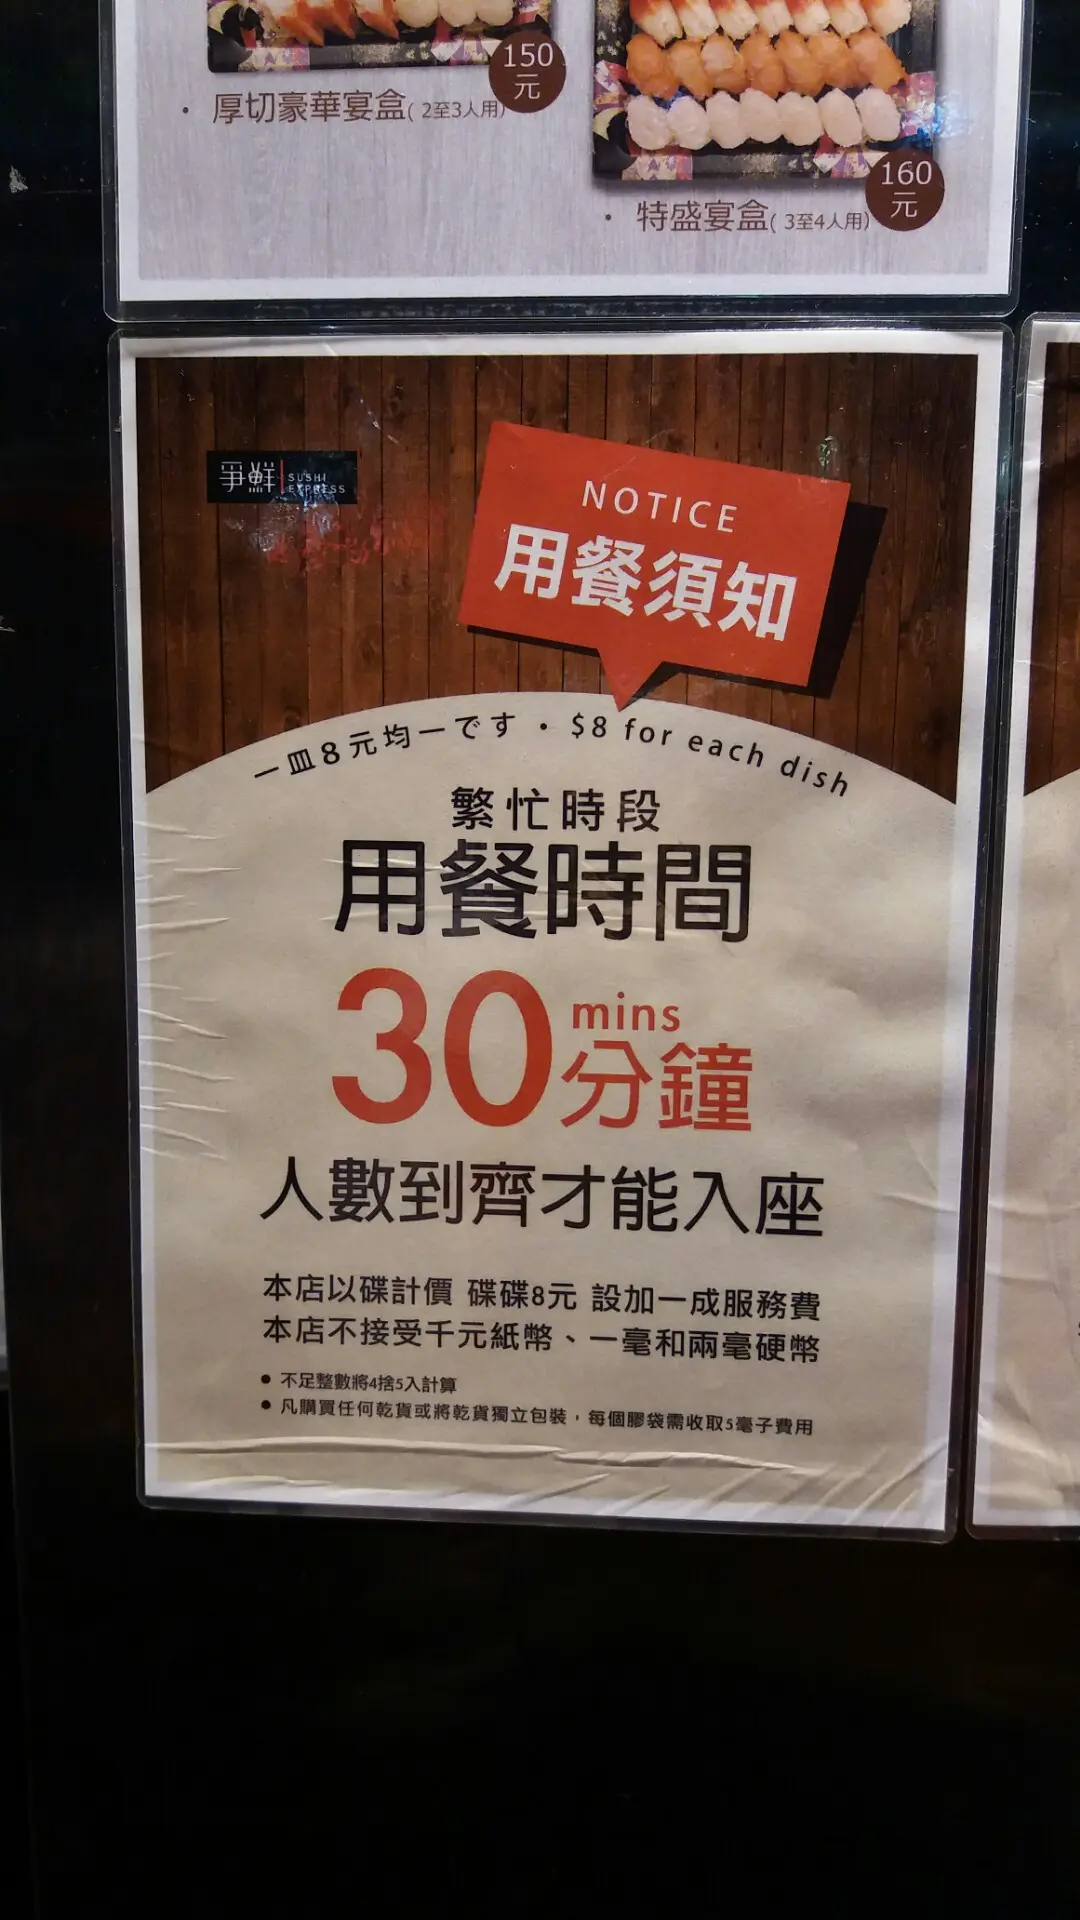 150
元
・厚切豪華宴盒( 2至3人用)
160
元
・特盛宴盒( 3至4人用)
爭鮮 SUSHI
EXPRESS
NOTICE
用餐須知
一皿8元均一です・$8 for each dish
繁忙時段
用餐時間
30 mins
分鐘
人數到齊才能入座
本店以碟計價 碟碟8元 設加一成服務費
本店不接受千元紙幣、一毫和兩毫硬幣
● 不足整數將4捨5入計算
● 凡購買任何乾貨或將乾貨獨立包裝,每個膠袋需收取5毫子費用